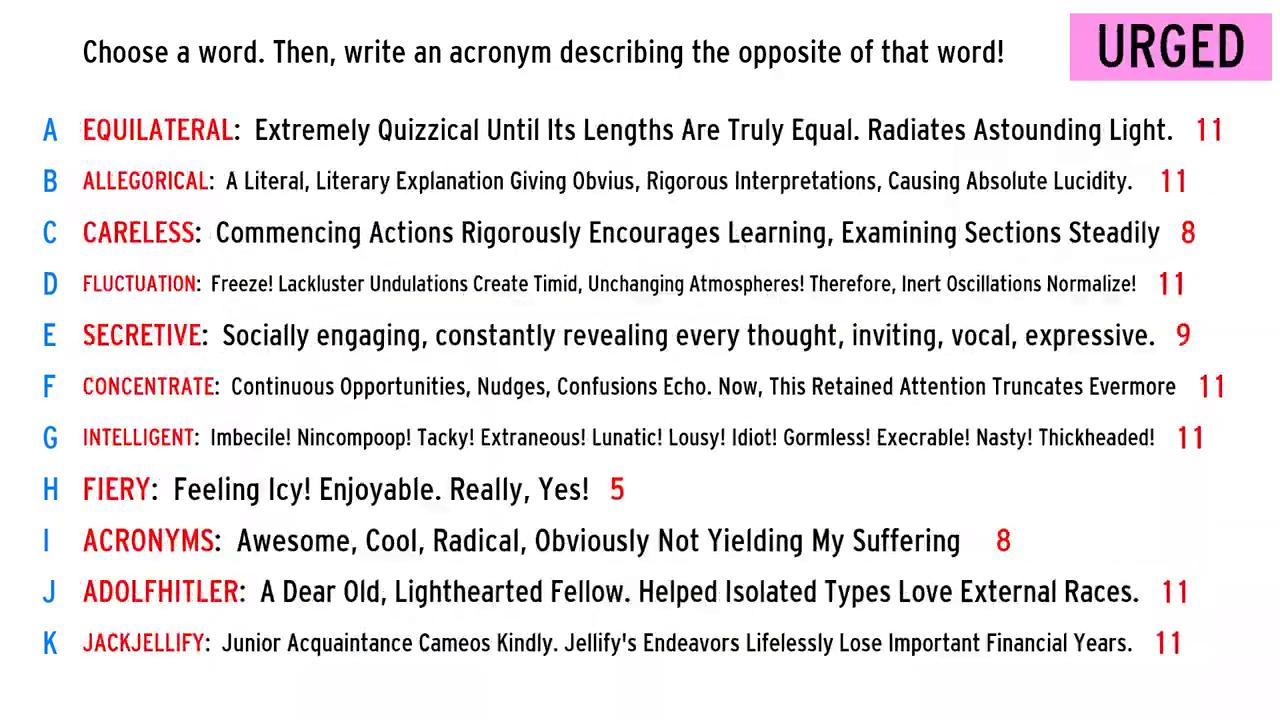 Choose a word. Then, write an acronym describing the opposite of that word!
URGED
A EQUILATERAL: Extremely Quizzical Until Its Lengths Are Truly Equal. Radiates Astounding Light. 11
B ALLEGORICAL: A Literal, Literary Explanation Giving Obvius, Rigorous Interpretations, Causing Absolute Lucidity. 11
C CARELESS: Commencing Actions Rigorously Encourages Learning, Examining Sections Steadily 8
D FLUCTUATION: Freeze! Lackluster Undulations Create Timid, Unchanging Atmospheres! Therefore, Inert Oscillations Normalize! 11
E SECRETIVE: Socially engaging, constantly revealing every thought, inviting, vocal, expressive. 9
F CONCENTRATE: Continuous Opportunities, Nudges, Confusions Echo. Now, This Retained Attention Truncates Evermore 11
G INTELLIGENT: Imbecile! Nincompoop! Tacky! Extraneous! Lunatic! Lousy! Idiot! Gormless! Execrable! Nasty! Thickheaded! 11
H FIERY: Feeling Icy! Enjoyable. Really, Yes! 5
I ACRONYMS: Awesome, Cool, Radical, Obviously Not Yielding My Suffering 8
J ADOLFHITLER: A Dear Old, Lighthearted Fellow. Helped Isolated Types Love External Races. 11
K JACKJELLIFY: Junior Acquaintance Cameos Kindly. Jellify's Endeavors Lifelessly Lose Important Financial Years. 11